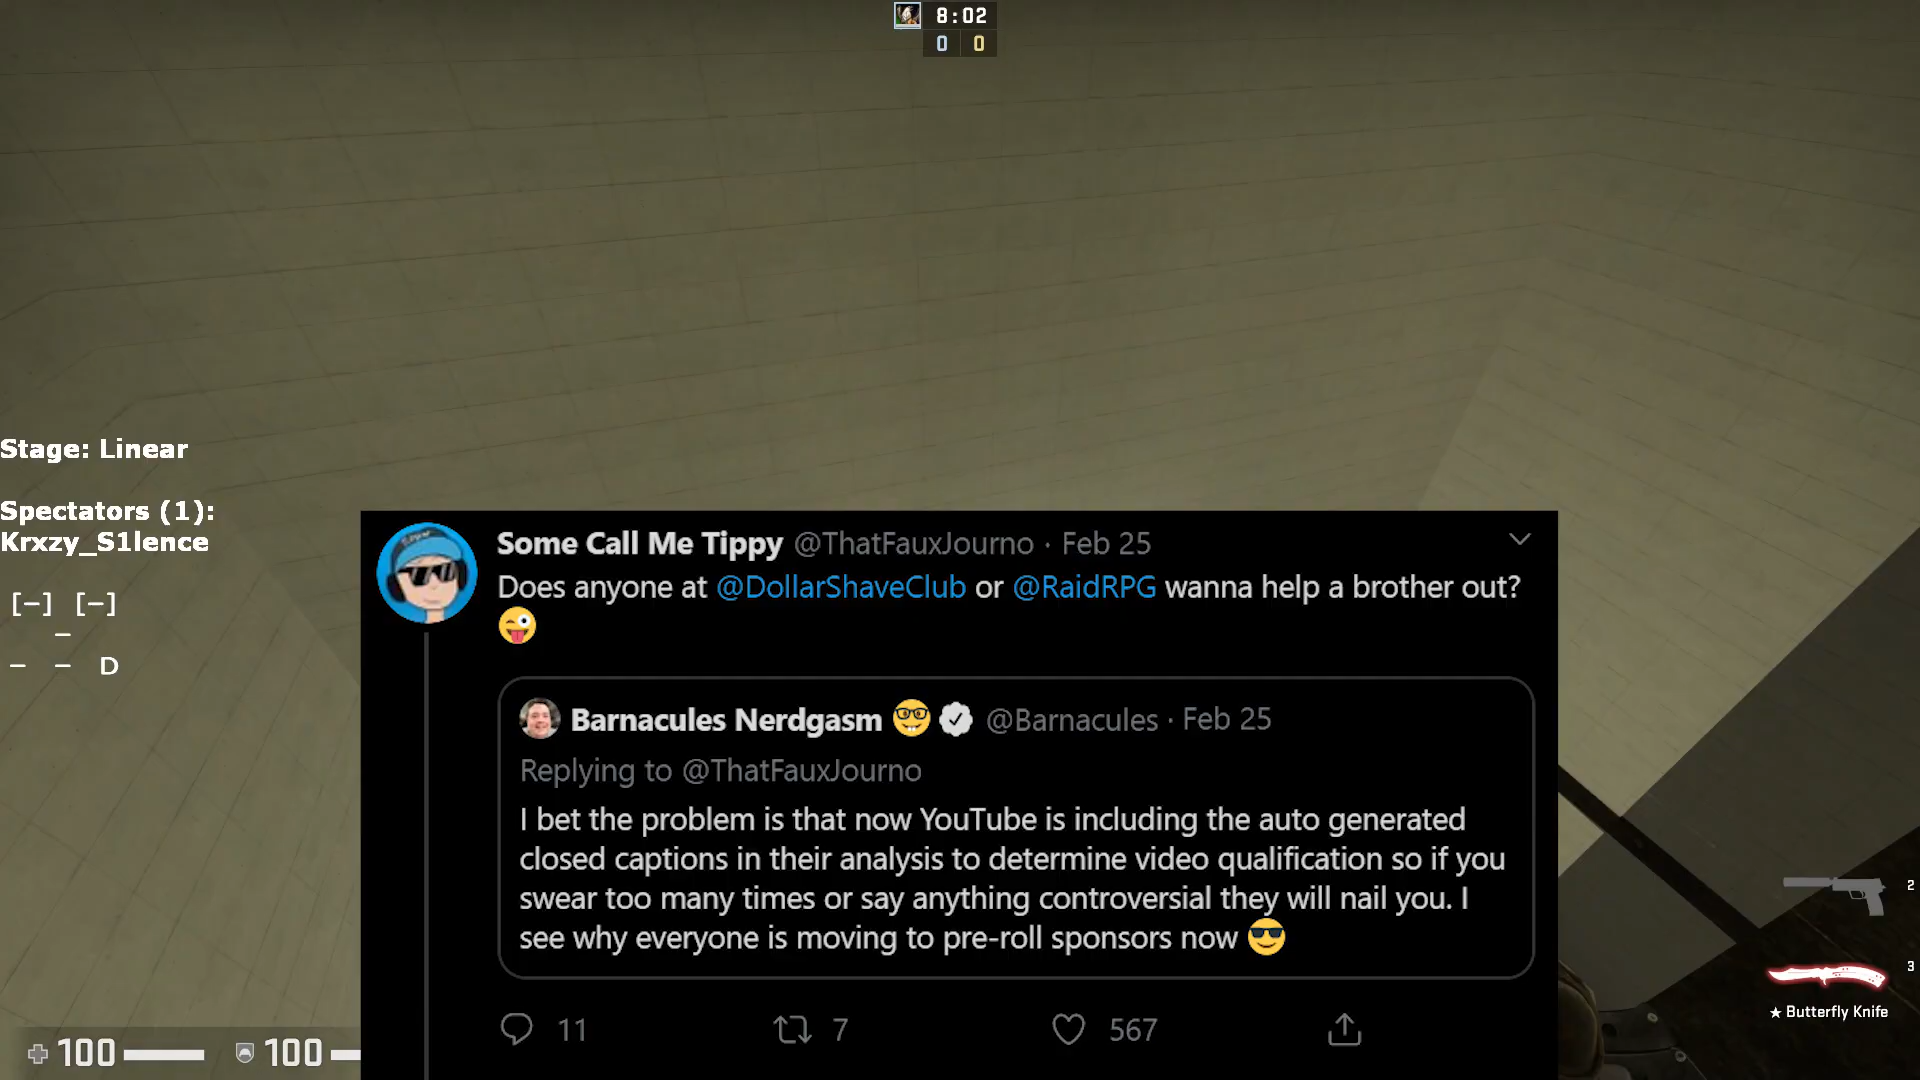 8:02
0 0
Stage: Linear
Spectators (1):
Krxzy_S1lence
[–] [–]
–
– – D
Some Call Me Tippy @ThatFauxJourno · Feb 25
Does anyone at @DollarShaveClub or @RaidRPG wanna help a brother out?
😜
Barnacules Nerdgasm 🤓 @Barnacules · Feb 25
Replying to @ThatFauxJourno
I bet the problem is that now YouTube is including the auto generated
closed captions in their analysis to determine video qualification so if you
swear too many times or say anything controversial they will nail you. I
see why everyone is moving to pre-roll sponsors now 😎
11 7 567
2
3
★ Butterfly Knife
100 100